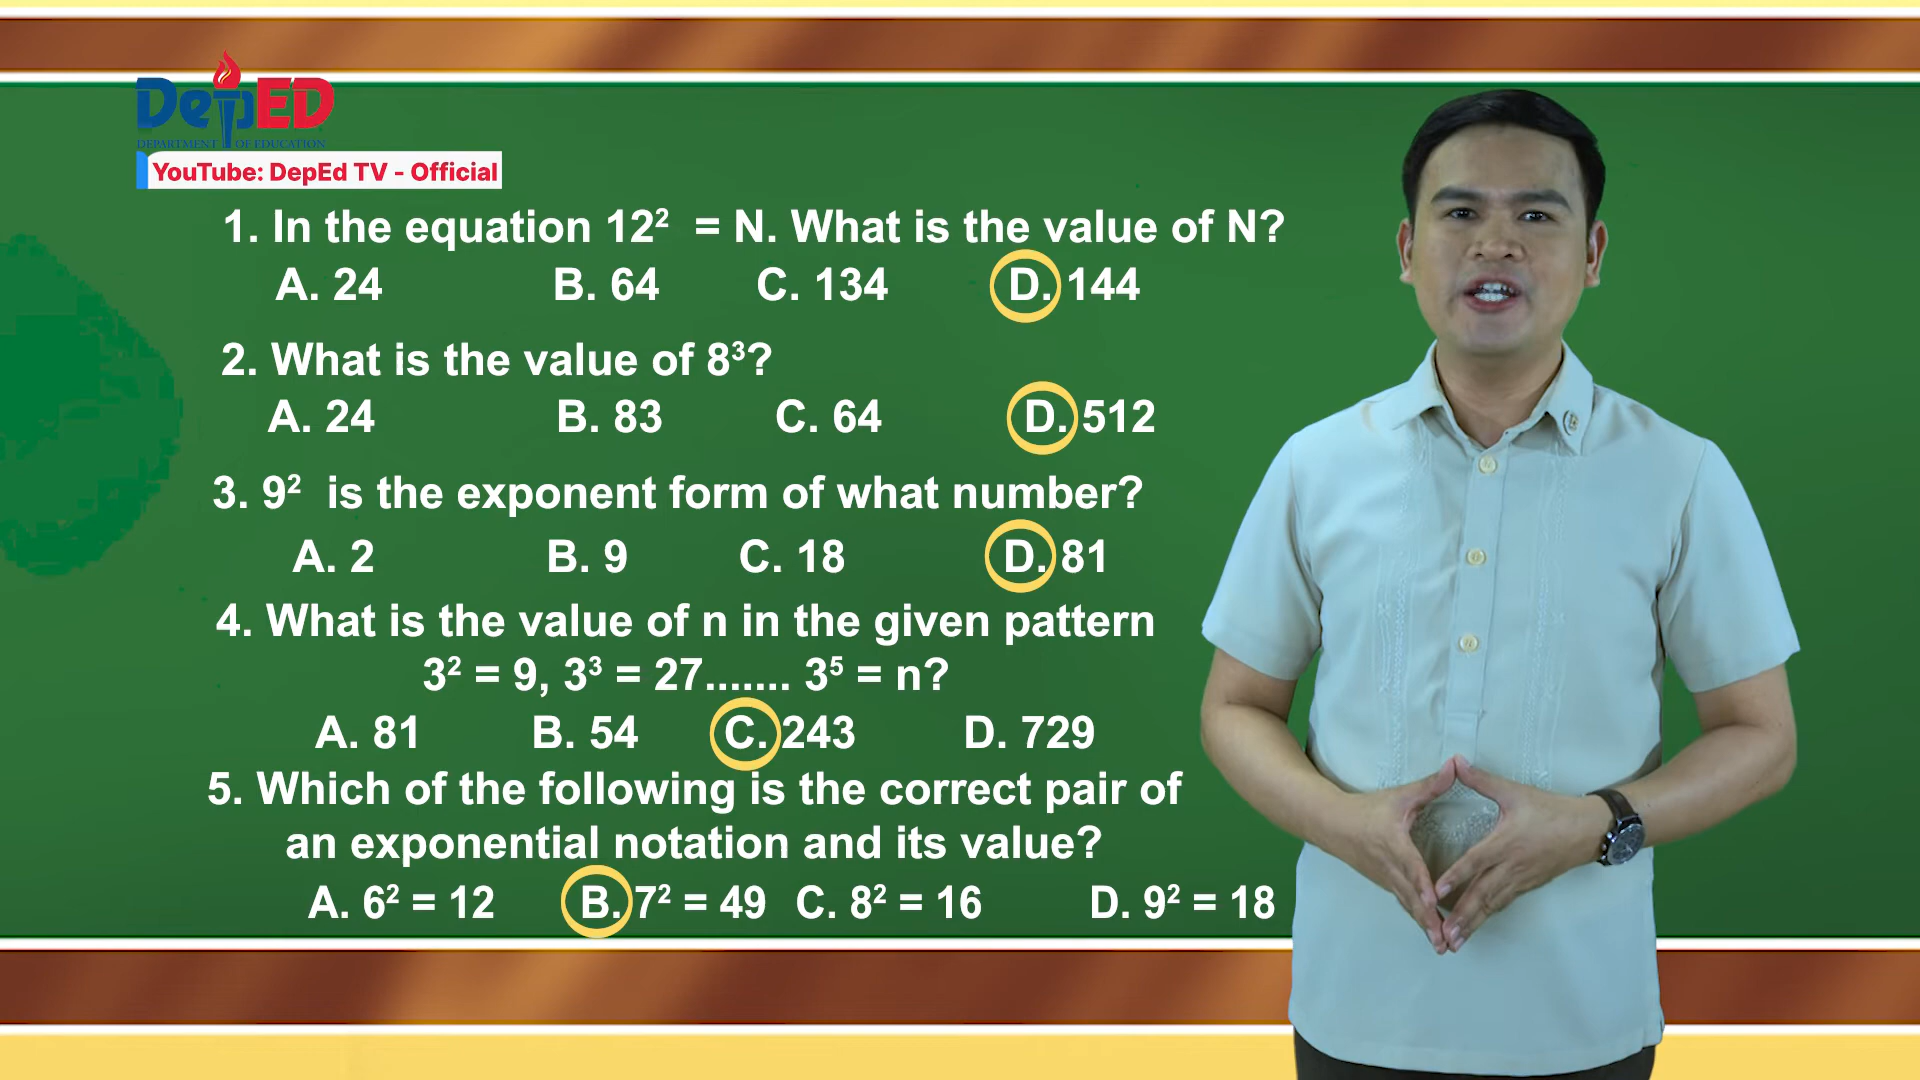 DepED
DEPARTMENT OF EDUCATION
YouTube: DepEd TV - Official
1. In the equation 12² = N. What is the value of N?
A. 24 B. 64 C. 134 D. 144
2. What is the value of 8³?
A. 24 B. 83 C. 64 D. 512
3. 9² is the exponent form of what number?
A. 2 B. 9 C. 18 D. 81
4. What is the value of n in the given pattern
3² = 9, 3³ = 27....... 3⁵ = n?
A. 81 B. 54 C. 243 D. 729
5. Which of the following is the correct pair of
an exponential notation and its value?
A. 6² = 12 B. 7² = 49 C. 8² = 16 D. 9² = 18